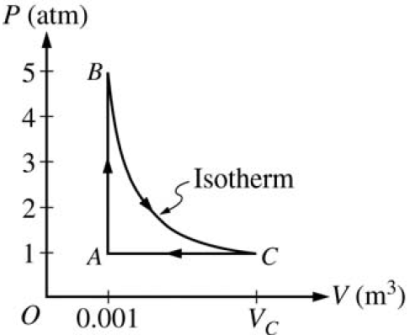 P (atm)
B
5
4
3
Isotherm
2
1
A
C
O
0.001
V_C
V (m³)